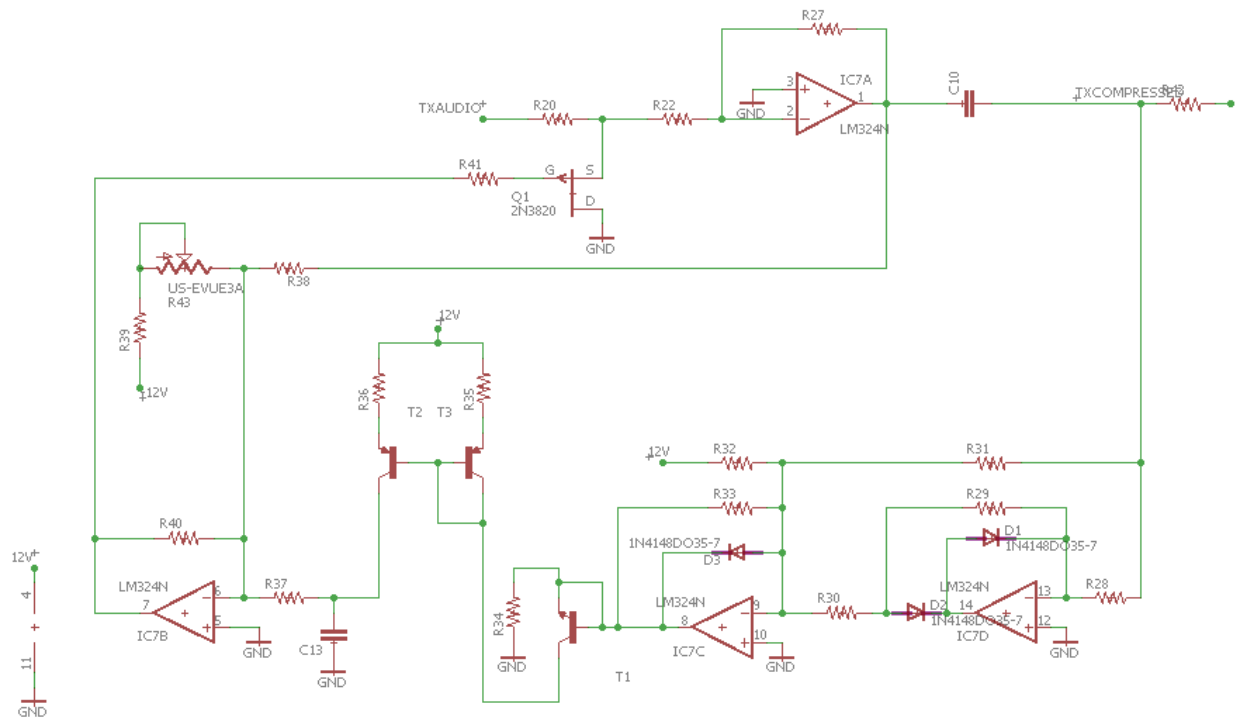 R27
IC7A
3
+
1
2
LM324N
GND
C10
TXCOMPRESSED
R42
TXAUDIO
R20
R22
R41
G
S
D
Q1
2N3820
GND
US-EVUE3A
R43
R38
R39
12V
12V
R36
T2
T3
R35
12V
R32
R31
R33
R29
1N4148DO35-7
D3
D1
1N4148DO35-7
R40
12V
4
11
GND
LM324N
7
6
5
IC7B
GND
R37
C13
GND
R34
GND
T1
LM324N
8
9
10
IC7C
GND
R30
D2
1N4148DO35-7
LM324N
14
13
12
IC7D
GND
R28